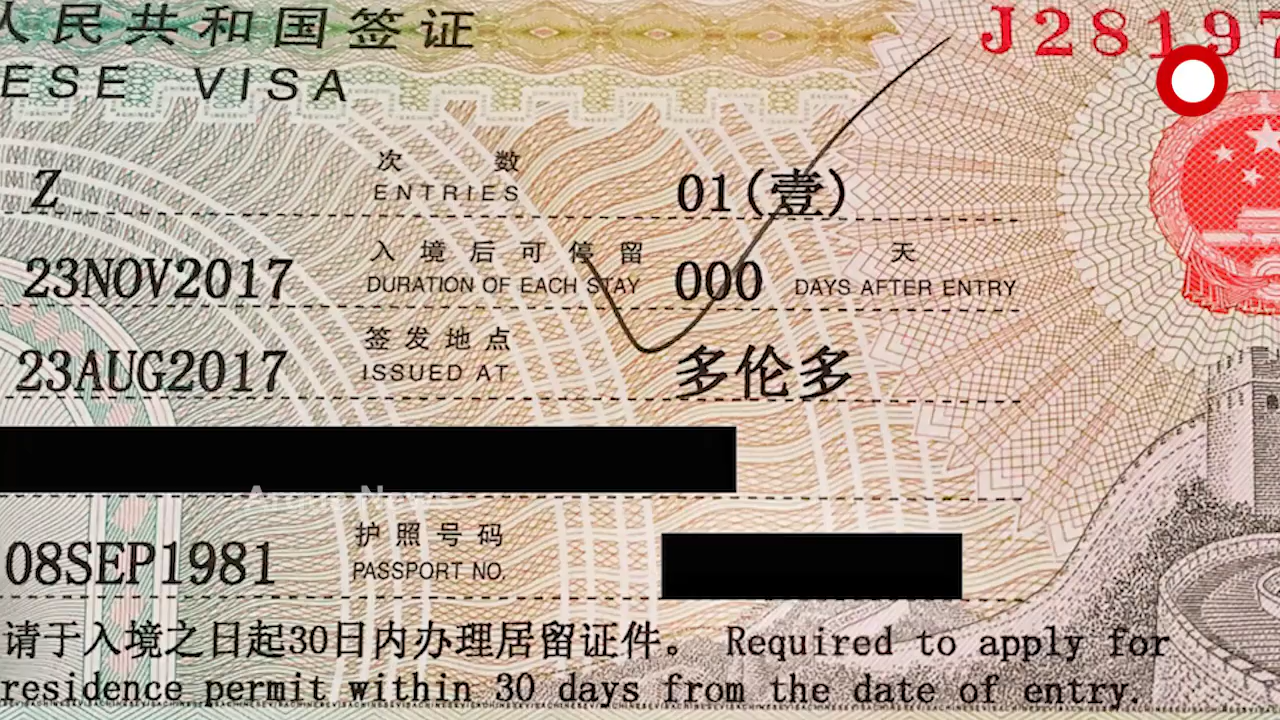 人民共和国签证
ESE VISA
J28197
Z
次 数
ENTRIES
01(壹)
23NOV2017
入境后可停留
DURATION OF EACH STAY
000
天
DAYS AFTER ENTRY
23AUG2017
签发地点
ISSUED AT
多伦多
08SEP1981
护照号码
PASSPORT NO.
请于入境之日起30日内办理居留证件。 Required to apply for
residence permit within 30 days from the date of entry.